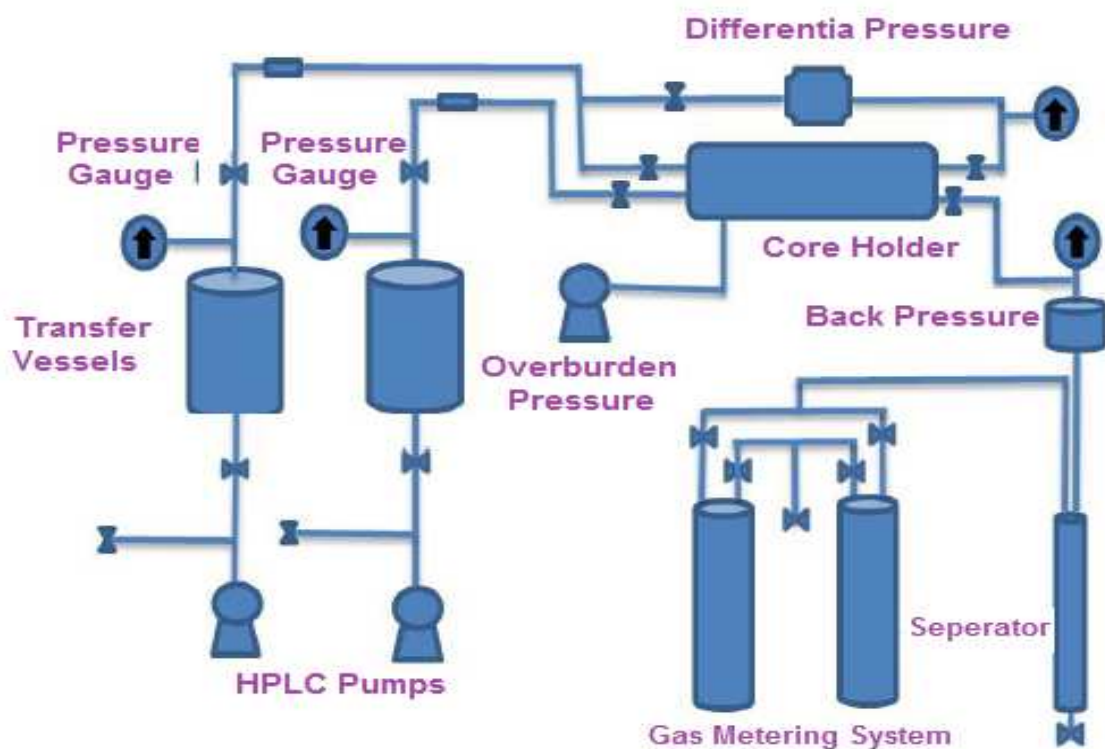 Differentia Pressure
Pressure
Gauge
Pressure
Gauge
Core Holder
Transfer
Vessels
Back Pressure
Overburden
Pressure
Seperator
HPLC Pumps
Gas Metering System